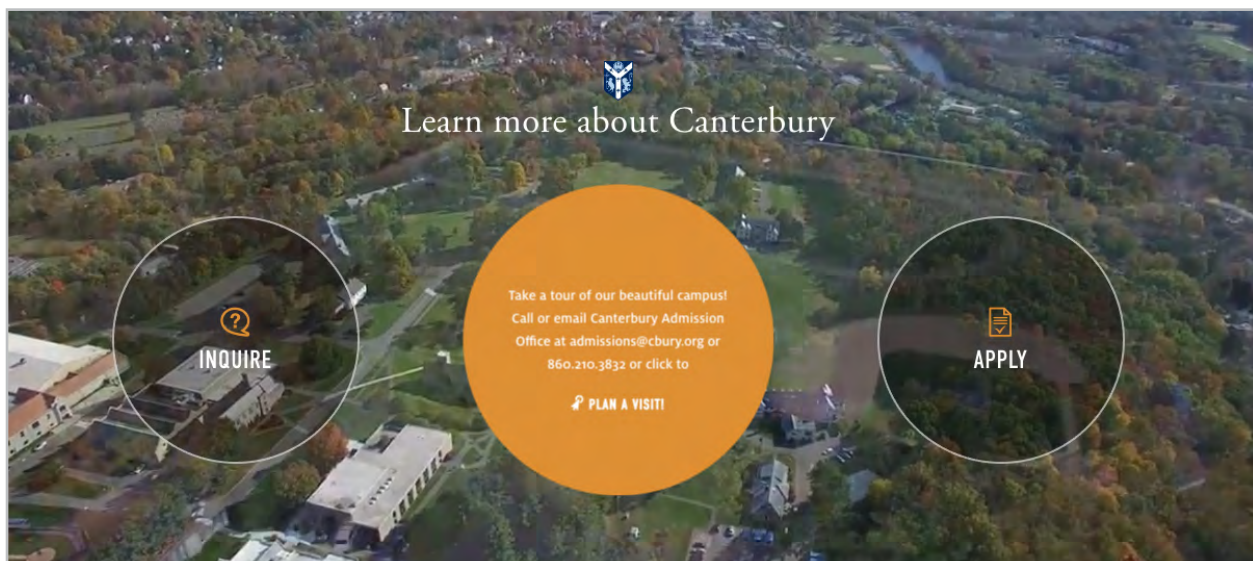 Learn more about Canterbury
INQUIRE
Take a tour of our beautiful campus!
Call or email Canterbury Admission
Office at admissions@cbury.org or
860.210.3832 or click to
PLAN A VISIT!
APPLY